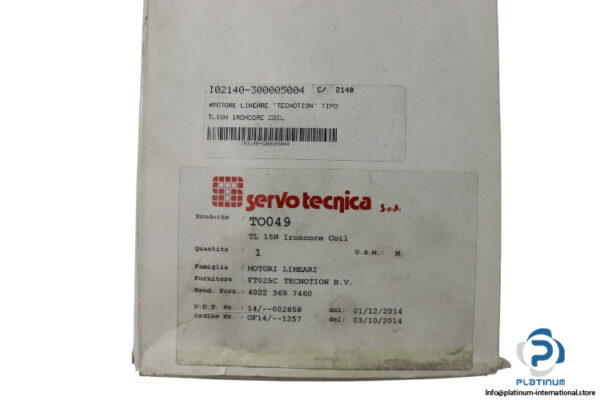 I02140-300005004 C/ 2140
*MOTORE LINEARE "TECNOTION" TIPO
TL15N IRONCORE COIL
I02140-300005004
servotecnica S.p.A.
Prodotto : TO049
TL 15N Ironcore Coil
Quantità : 1 U.d.M.: N
Famiglia : MOTORI LINEARI
Fornitore : FT025C TECNOTION B.V.
Prod. Forn.: 4022 369 7460
D.D.T. Nr.: 14/--002858 del: 01/12/2014
Ordine Nr.: OF14/--1257 del: 03/10/2014
PLATINUM
INTERNATIONAL
Info@platinum-international.store